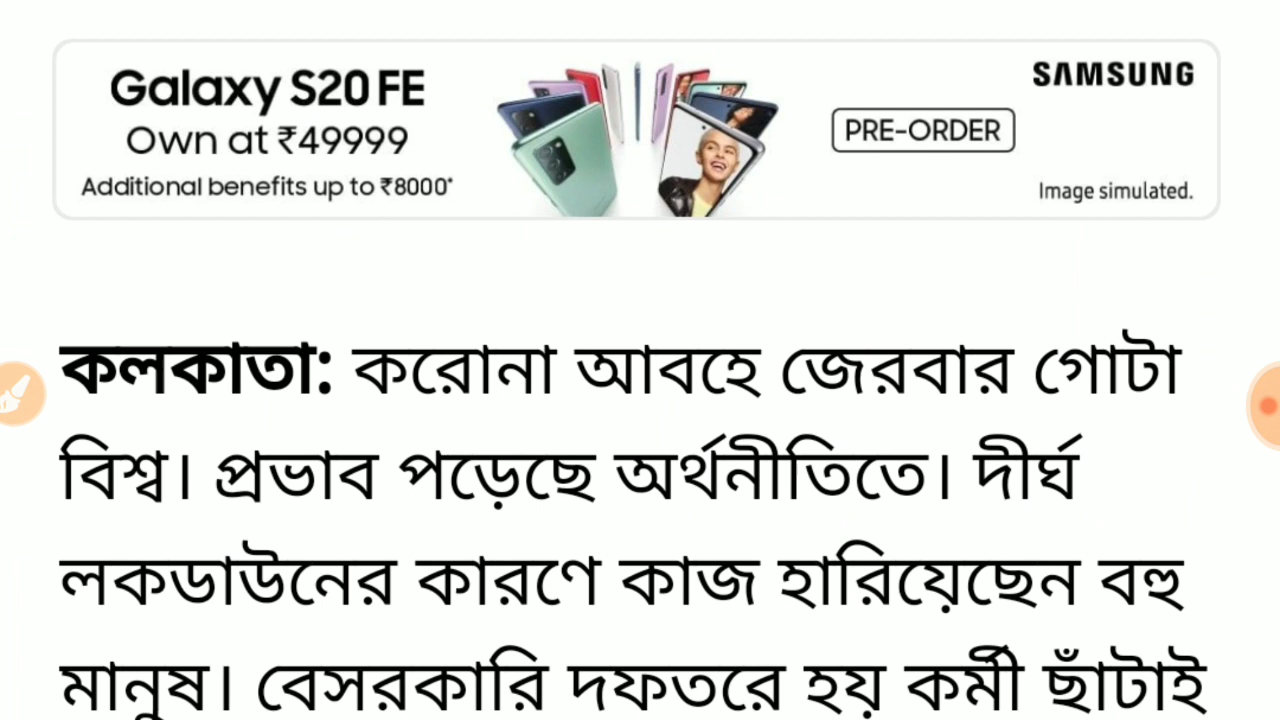 Galaxy S20 FE
Own at ₹49999
Additional benefits up to ₹8000*
SAMSUNG
PRE-ORDER
Image simulated.
কলকাতা: করোনা আবহে জেরবার গোটা
বিশ্ব। প্রভাব পড়েছে অর্থনীতিতে। দীর্ঘ
লকডাউনের কারণে কাজ হারিয়েছেন বহু
মানুষ। বেসরকারি দফতরে হয় কর্মী ছাঁটাই